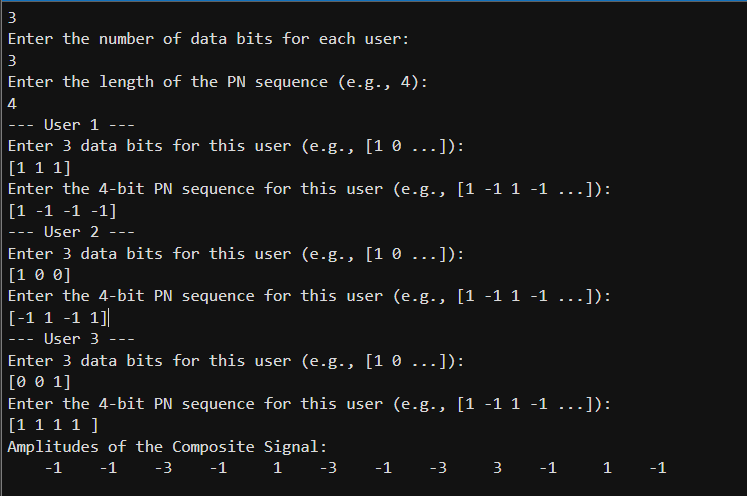 3
Enter the number of data bits for each user:
3
Enter the length of the PN sequence (e.g., 4):
4
--- User 1 ---
Enter 3 data bits for this user (e.g., [1 0 ...]):
[1 1 1]
Enter the 4-bit PN sequence for this user (e.g., [1 -1 1 -1 ...]):
[1 -1 -1 -1]
--- User 2 ---
Enter 3 data bits for this user (e.g., [1 0 ...]):
[1 0 0]
Enter the 4-bit PN sequence for this user (e.g., [1 -1 1 -1 ...]):
[-1 1 -1 1]
--- User 3 ---
Enter 3 data bits for this user (e.g., [1 0 ...]):
[0 0 1]
Enter the 4-bit PN sequence for this user (e.g., [1 -1 1 -1 ...]):
[1 1 1 1 ]
Amplitudes of the Composite Signal:
-1 -1 -3 -1 1 -3 -1 -3 3 -1 1 -1